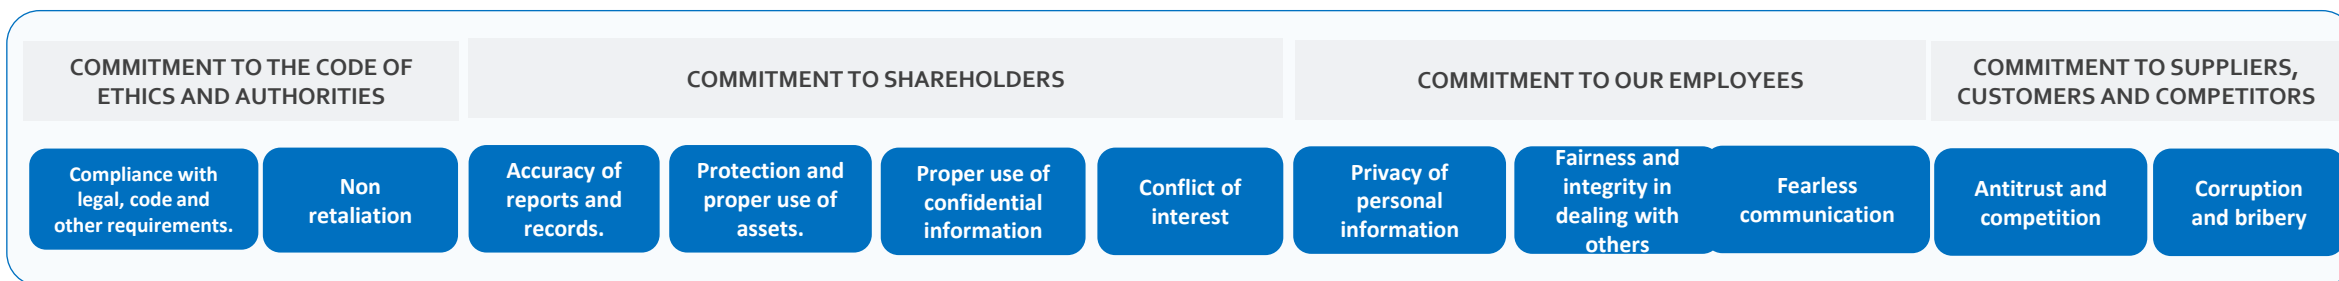 COMMITMENT TO THE CODE OF
ETHICS AND AUTHORITIES
COMMITMENT TO SHAREHOLDERS
COMMITMENT TO OUR EMPLOYEES
COMMITMENT TO SUPPLIERS,
CUSTOMERS AND COMPETITORS
Compliance with
legal, code and
other requirements.
Non
retaliation
Accuracy of
reports and
records.
Protection and
proper use of
assets.
Proper use of
confidential
information
Conflict of
interest
Privacy of
personal
information
Fairness and
integrity in
dealing with
others
Fearless
communication
Antitrust and
competition
Corruption
and bribery